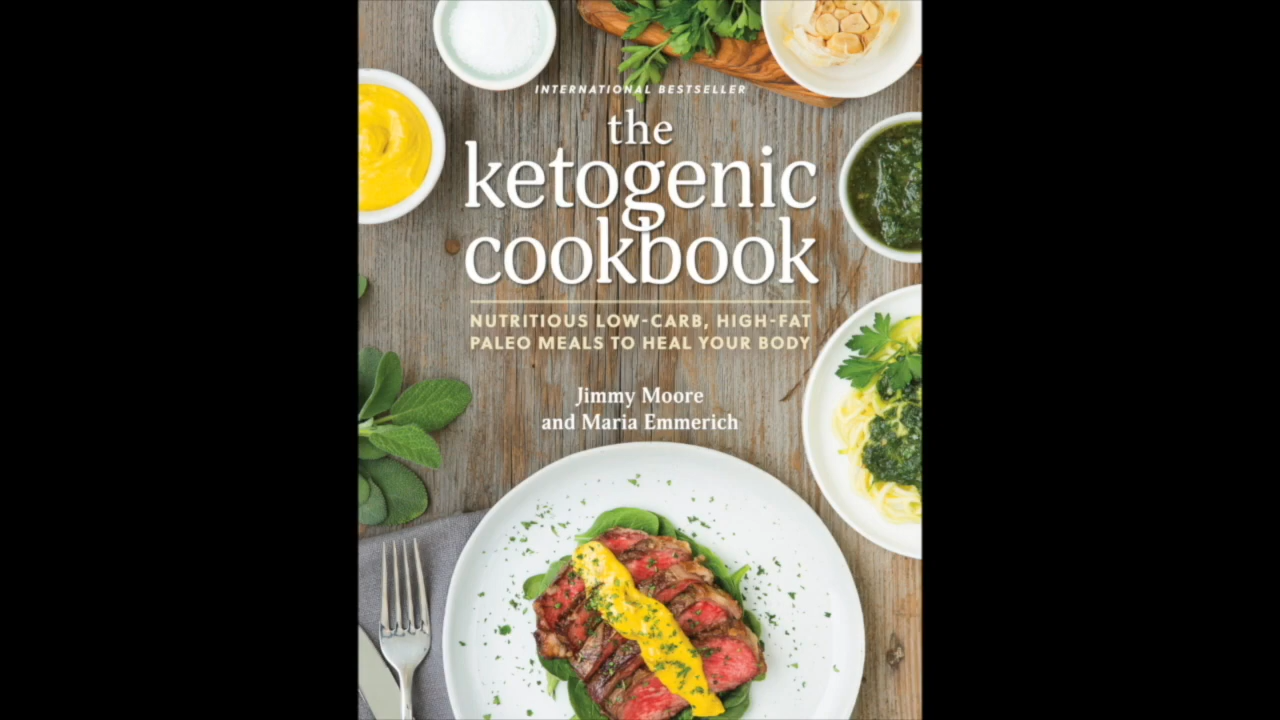 INTERNATIONAL BESTSELLER
the
ketogenic
cookbook
NUTRITIOUS LOW-CARB, HIGH-FAT
PALEO MEALS TO HEAL YOUR BODY
Jimmy Moore
and Maria Emmerich